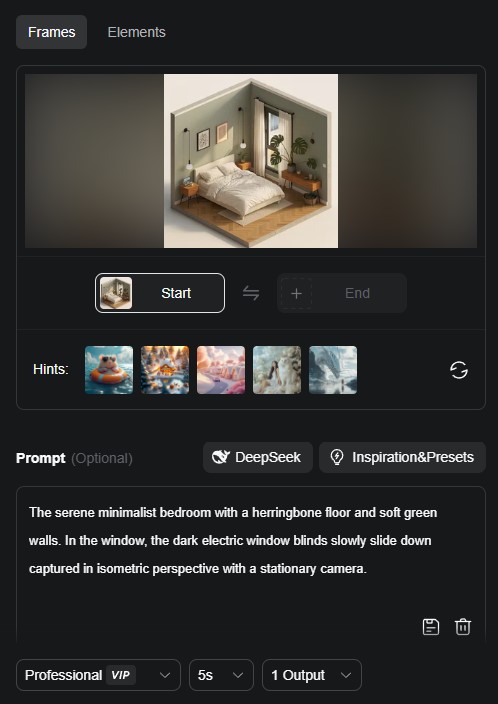 Frames Elements
Start End
Hints:
Prompt (Optional) DeepSeek Inspiration&Presets
The serene minimalist bedroom with a herringbone floor and soft green
walls. In the window, the dark electric window blinds slowly slide down
captured in isometric perspective with a stationary camera.
Professional VIP 5s 1 Output